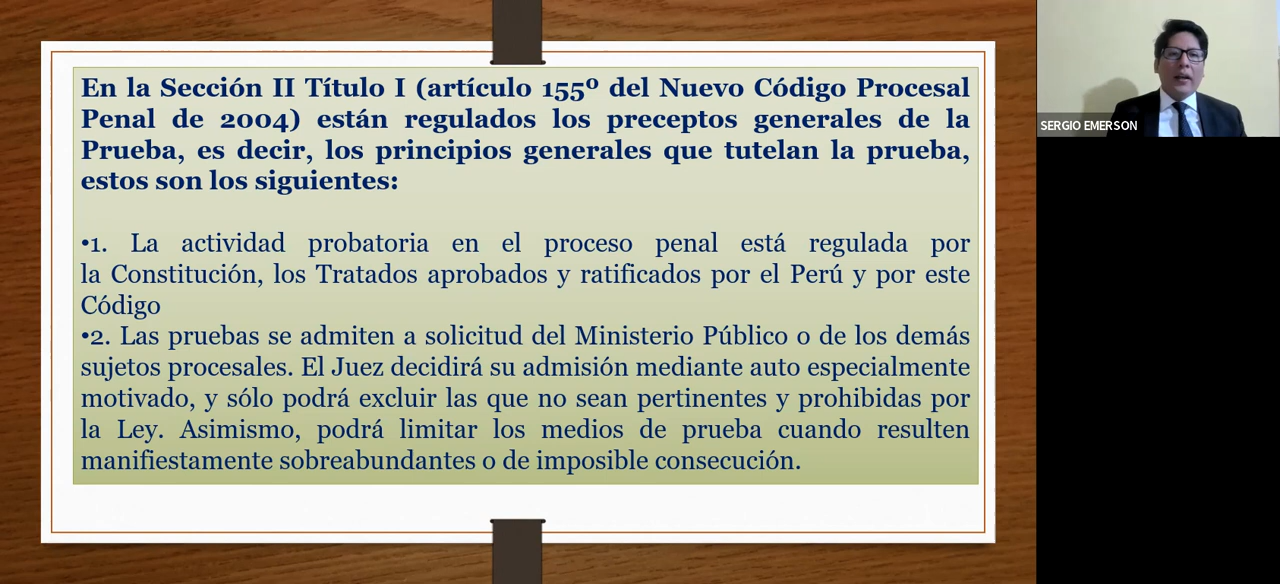 En la Sección II Título I (artículo 155º del Nuevo Código Procesal
Penal de 2004) están regulados los preceptos generales de la
Prueba, es decir, los principios generales que tutelan la prueba,
estos son los siguientes:
•1. La actividad probatoria en el proceso penal está regulada por
la Constitución, los Tratados aprobados y ratificados por el Perú y por este
Código
•2. Las pruebas se admiten a solicitud del Ministerio Público o de los demás
sujetos procesales. El Juez decidirá su admisión mediante auto especialmente
motivado, y sólo podrá excluir las que no sean pertinentes y prohibidas por
la Ley. Asimismo, podrá limitar los medios de prueba cuando resulten
manifiestamente sobreabundantes o de imposible consecución.
SERGIO EMERSON